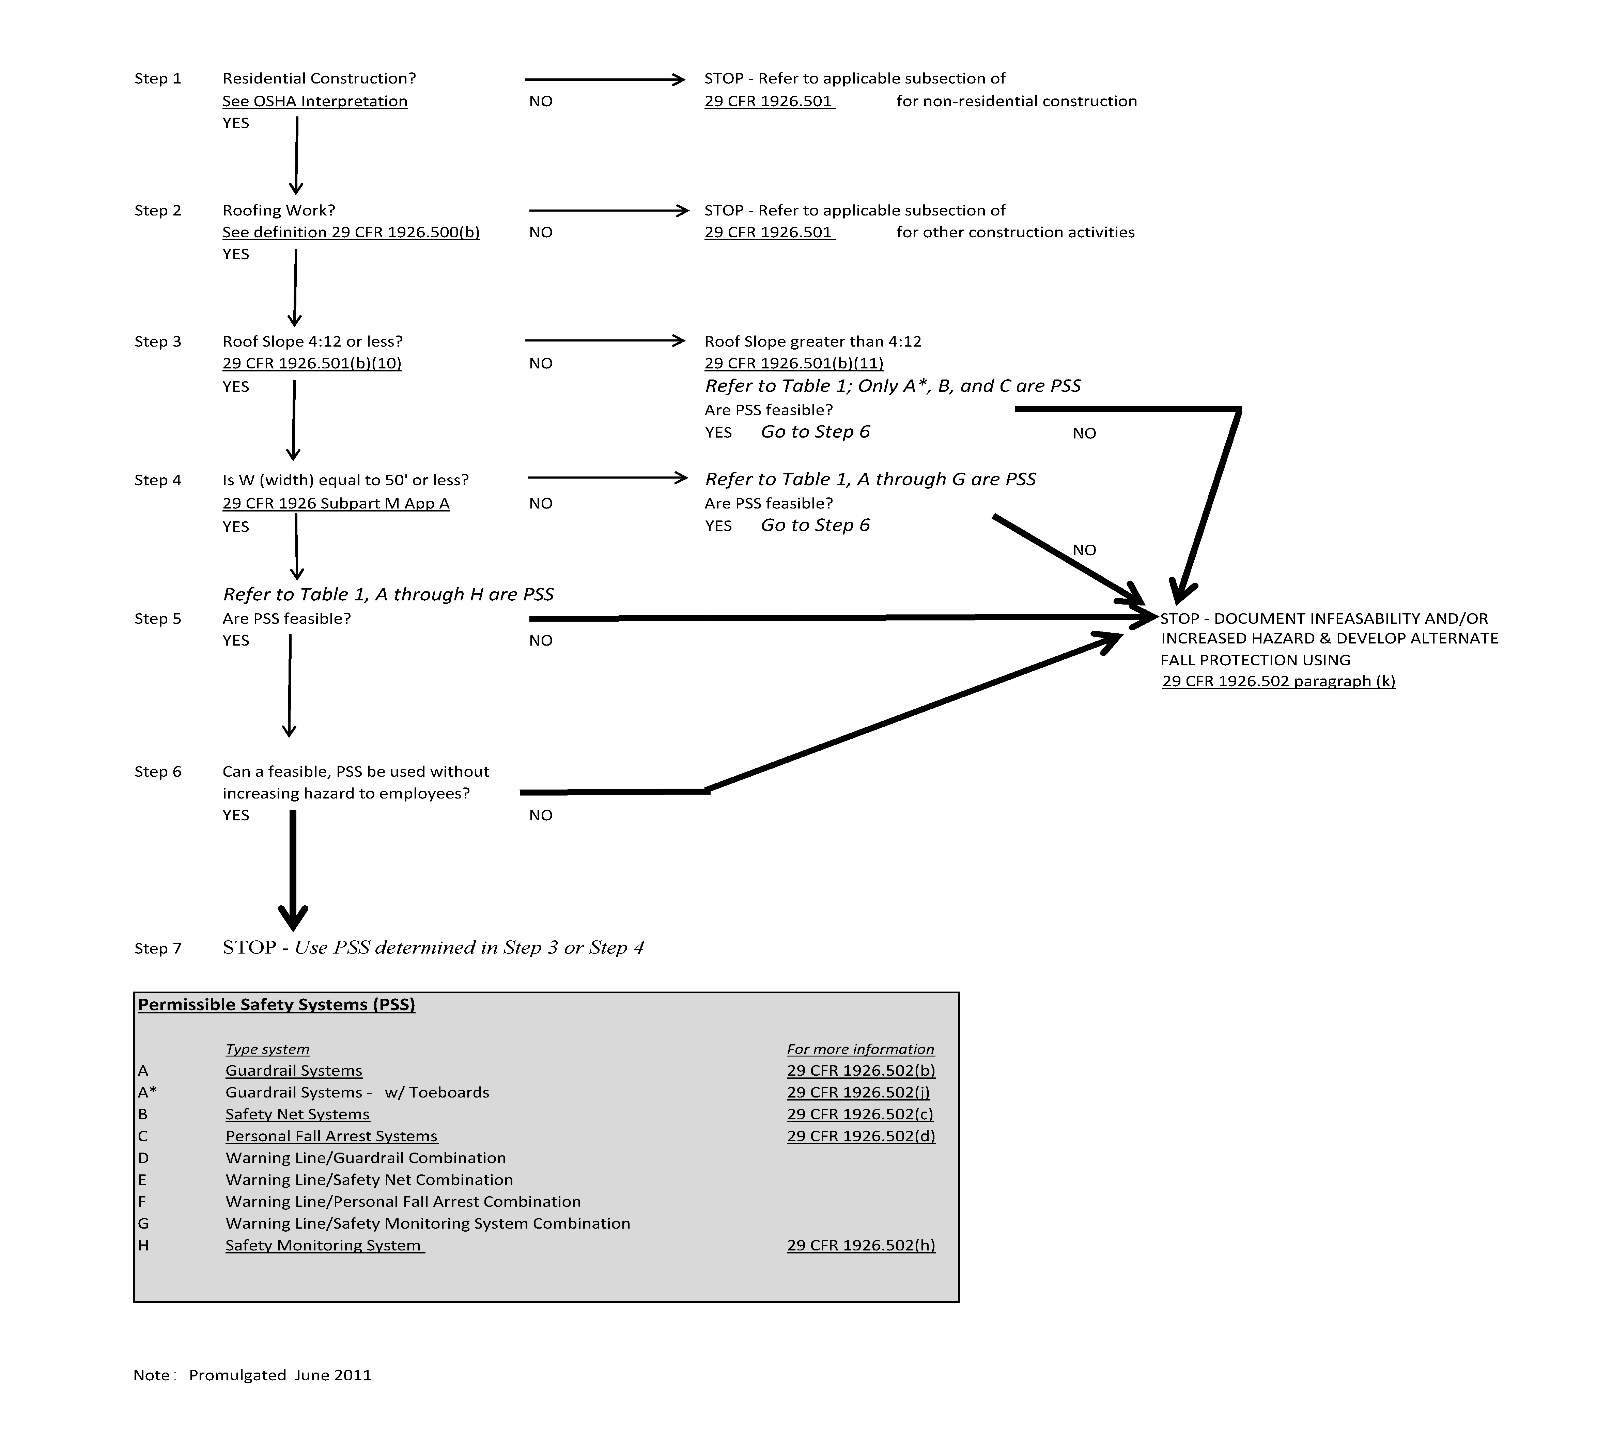 Step 1 Residential Construction? STOP - Refer to applicable subsection of
See OSHA Interpretation NO 29 CFR 1926.501 for non-residential construction
YES
Step 2 Roofing Work? STOP - Refer to applicable subsection of
See definition 29 CFR 1926.500(b) NO 29 CFR 1926.501 for other construction activities
YES
Step 3 Roof Slope 4:12 or less? Roof Slope greater than 4:12
29 CFR 1926.501(b)(10) NO 29 CFR 1926.501(b)(11)
YES Refer to Table 1; Only A*, B, and C are PSS
Are PSS feasible?
YES Go to Step 6 NO
Step 4 Is W (width) equal to 50' or less? Refer to Table 1, A through G are PSS
29 CFR 1926 Subpart M App A NO Are PSS feasible?
YES YES Go to Step 6
NO
Refer to Table 1, A through H are PSS
Step 5 Are PSS feasible? STOP - DOCUMENT INFEASABILITY AND/OR
YES NO INCREASED HAZARD & DEVELOP ALTERNATE
FALL PROTECTION USING
29 CFR 1926.502 paragraph (k)
Step 6 Can a feasible, PSS be used without
increasing hazard to employees?
YES NO
Step 7 STOP - Use PSS determined in Step 3 or Step 4
Permissible Safety Systems (PSS)
Type system For more information
A Guardrail Systems 29 CFR 1926.502(b)
A* Guardrail Systems - w/ Toeboards 29 CFR 1926.502(j)
B Safety Net Systems 29 CFR 1926.502(c)
C Personal Fall Arrest Systems 29 CFR 1926.502(d)
D Warning Line/Guardrail Combination
E Warning Line/Safety Net Combination
F Warning Line/Personal Fall Arrest Combination
G Warning Line/Safety Monitoring System Combination
H Safety Monitoring System 29 CFR 1926.502(h)
Note: Promulgated June 2011